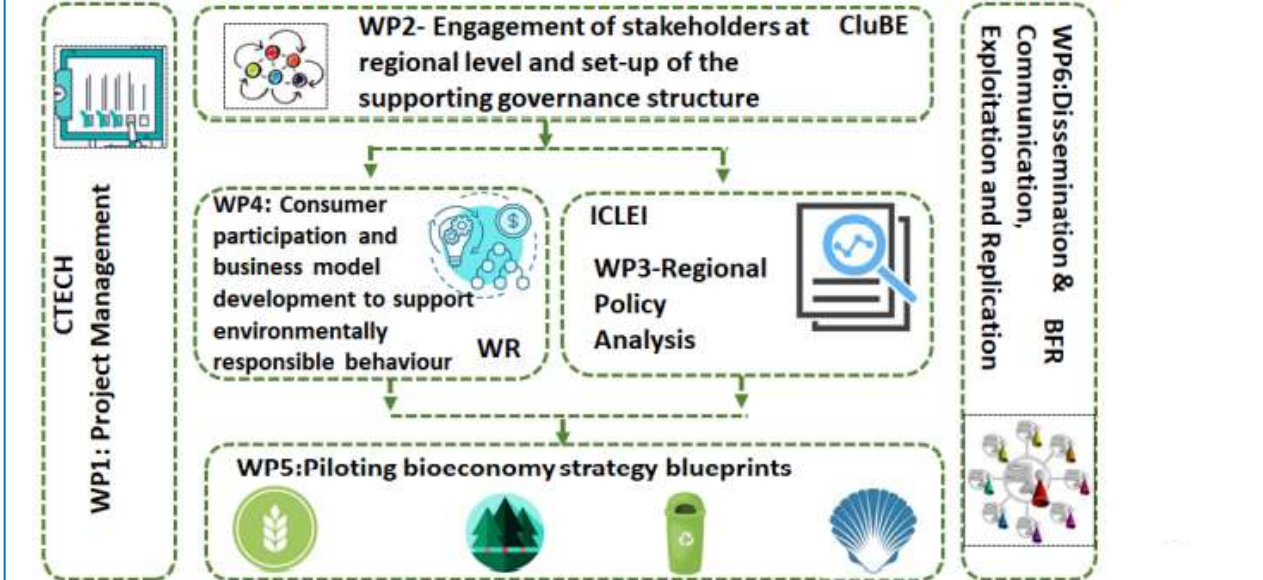 CTECH
WP1: Project Management
WP2- Engagement of stakeholders at CluBE
regional level and set-up of the
supporting governance structure
WP4: Consumer
participation and
business model
development to support
environmentally
responsible behaviour WR
ICLEI
WP3-Regional
Policy
Analysis
WP5:Piloting bioeconomy strategy blueprints
WP6:Dissemination & BFR
Communication,
Exploitation and Replication